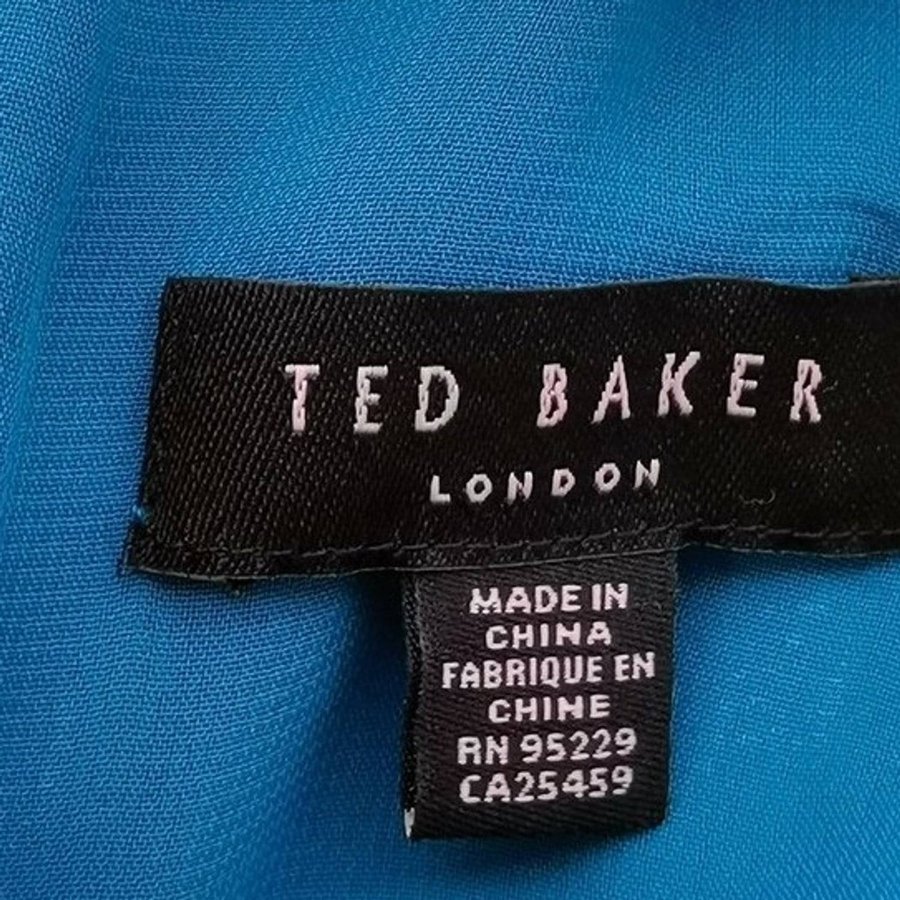 TED BAKER
LONDON
MADE IN
CHINA
FABRIQUE EN
CHINE
RN 95229
CA25459